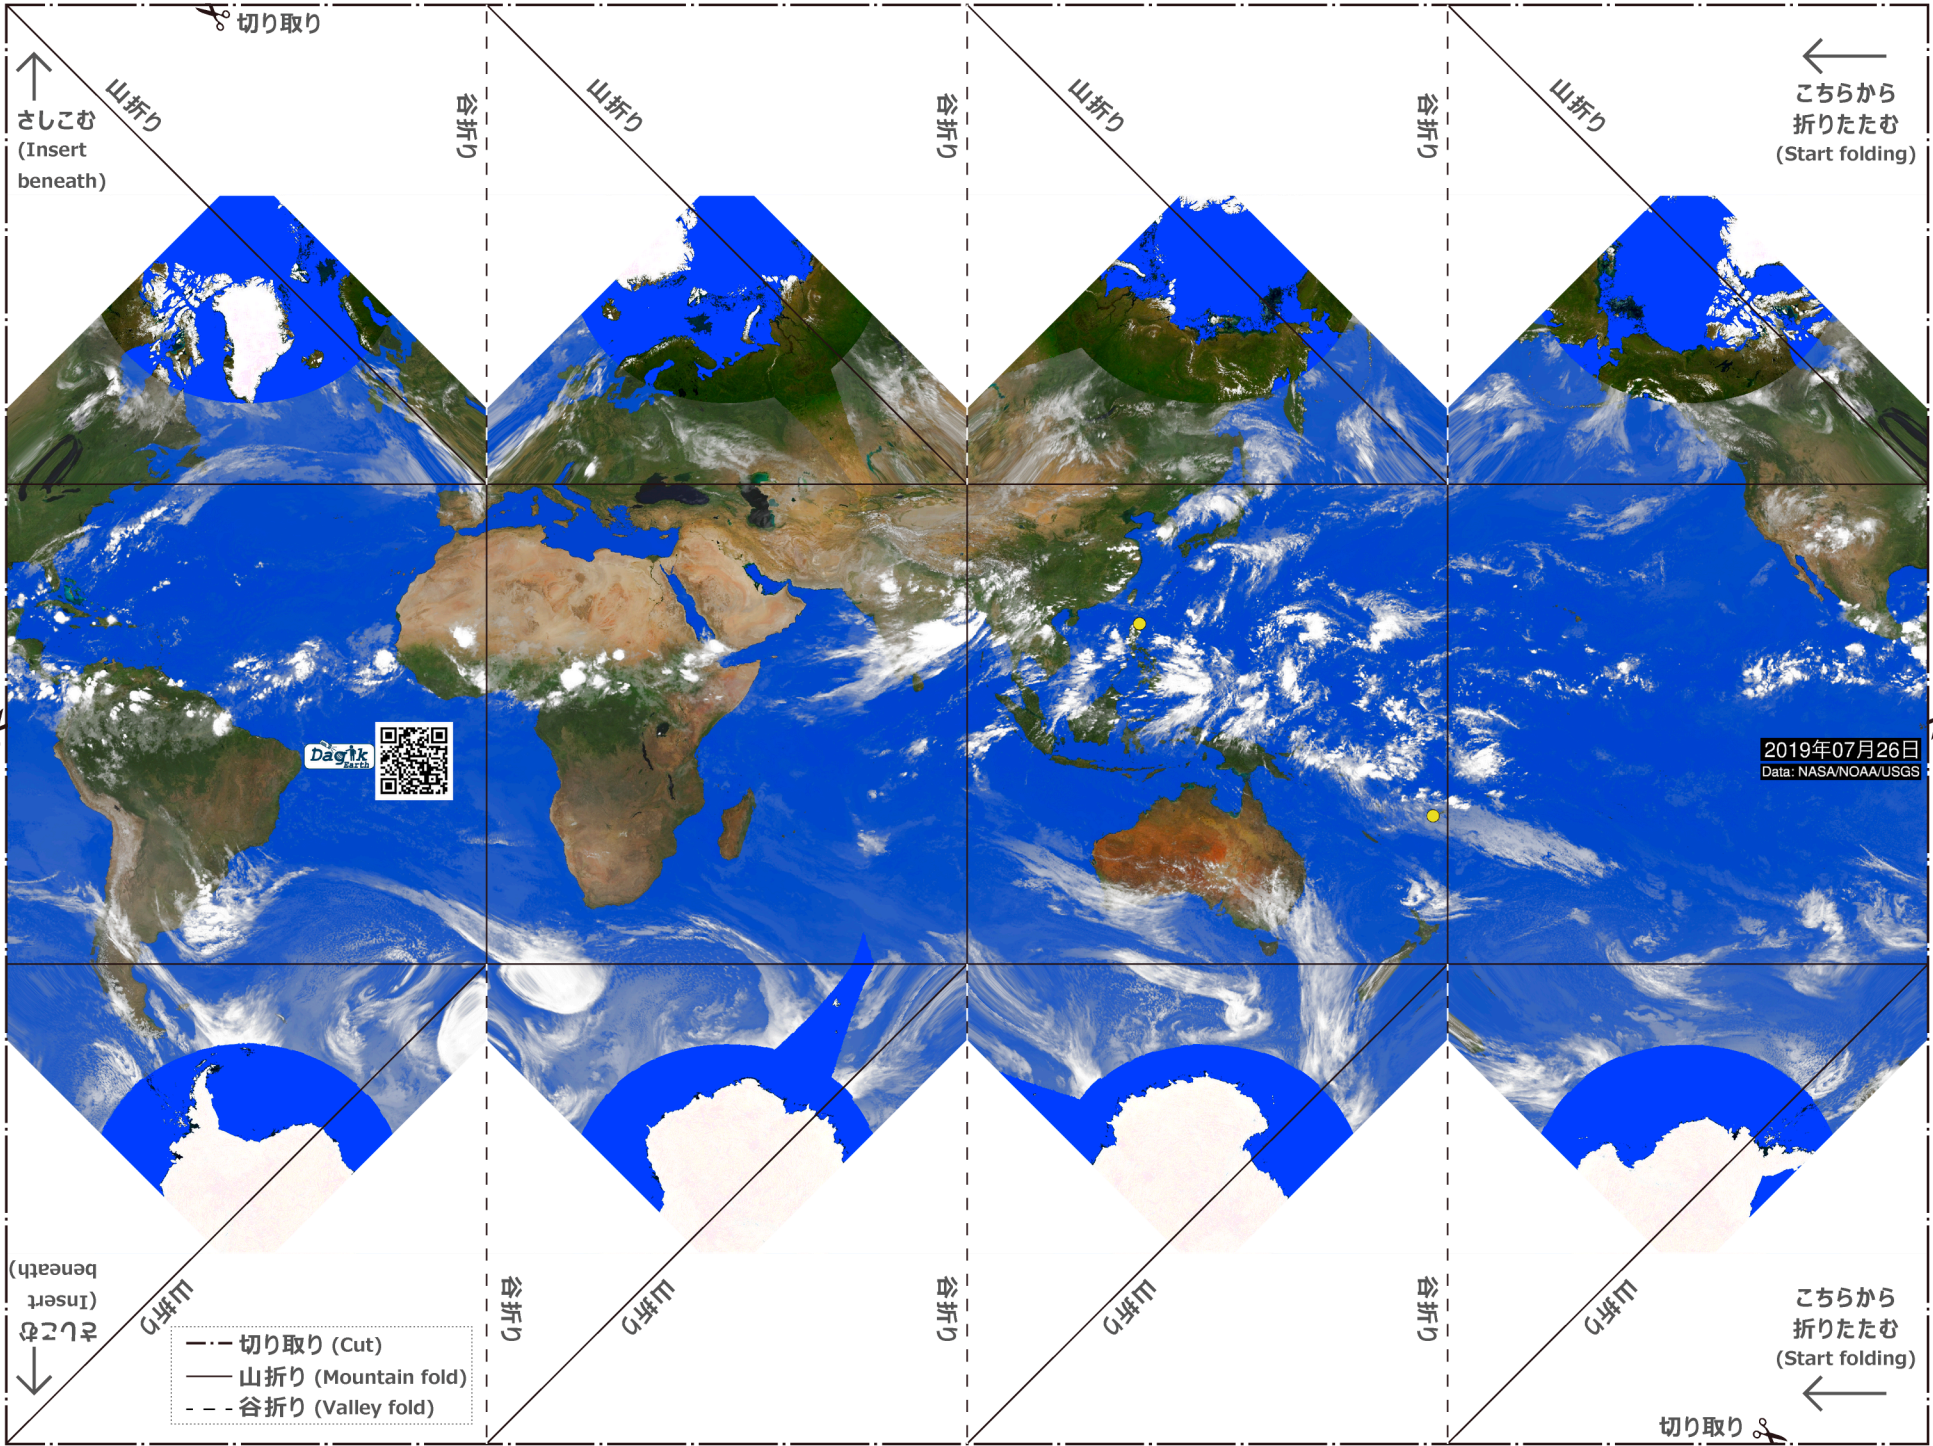 切り取り
山折り
谷折り
山折り
谷折り
山折り
谷折り
山折り
さしこむ
(Insert
beneath)
こちらから
折りたたむ
(Start folding)
Dagik
Earth
2019年07月26日
Data: NASA/NOAA/USGS
さしこむ
(Insert
beneath)
山折り
谷折り
山折り
谷折り
山折り
谷折り
山折り
こちらから
折りたたむ
(Start folding)
切り取り (Cut)
山折り (Mountain fold)
谷折り (Valley fold)
切り取り